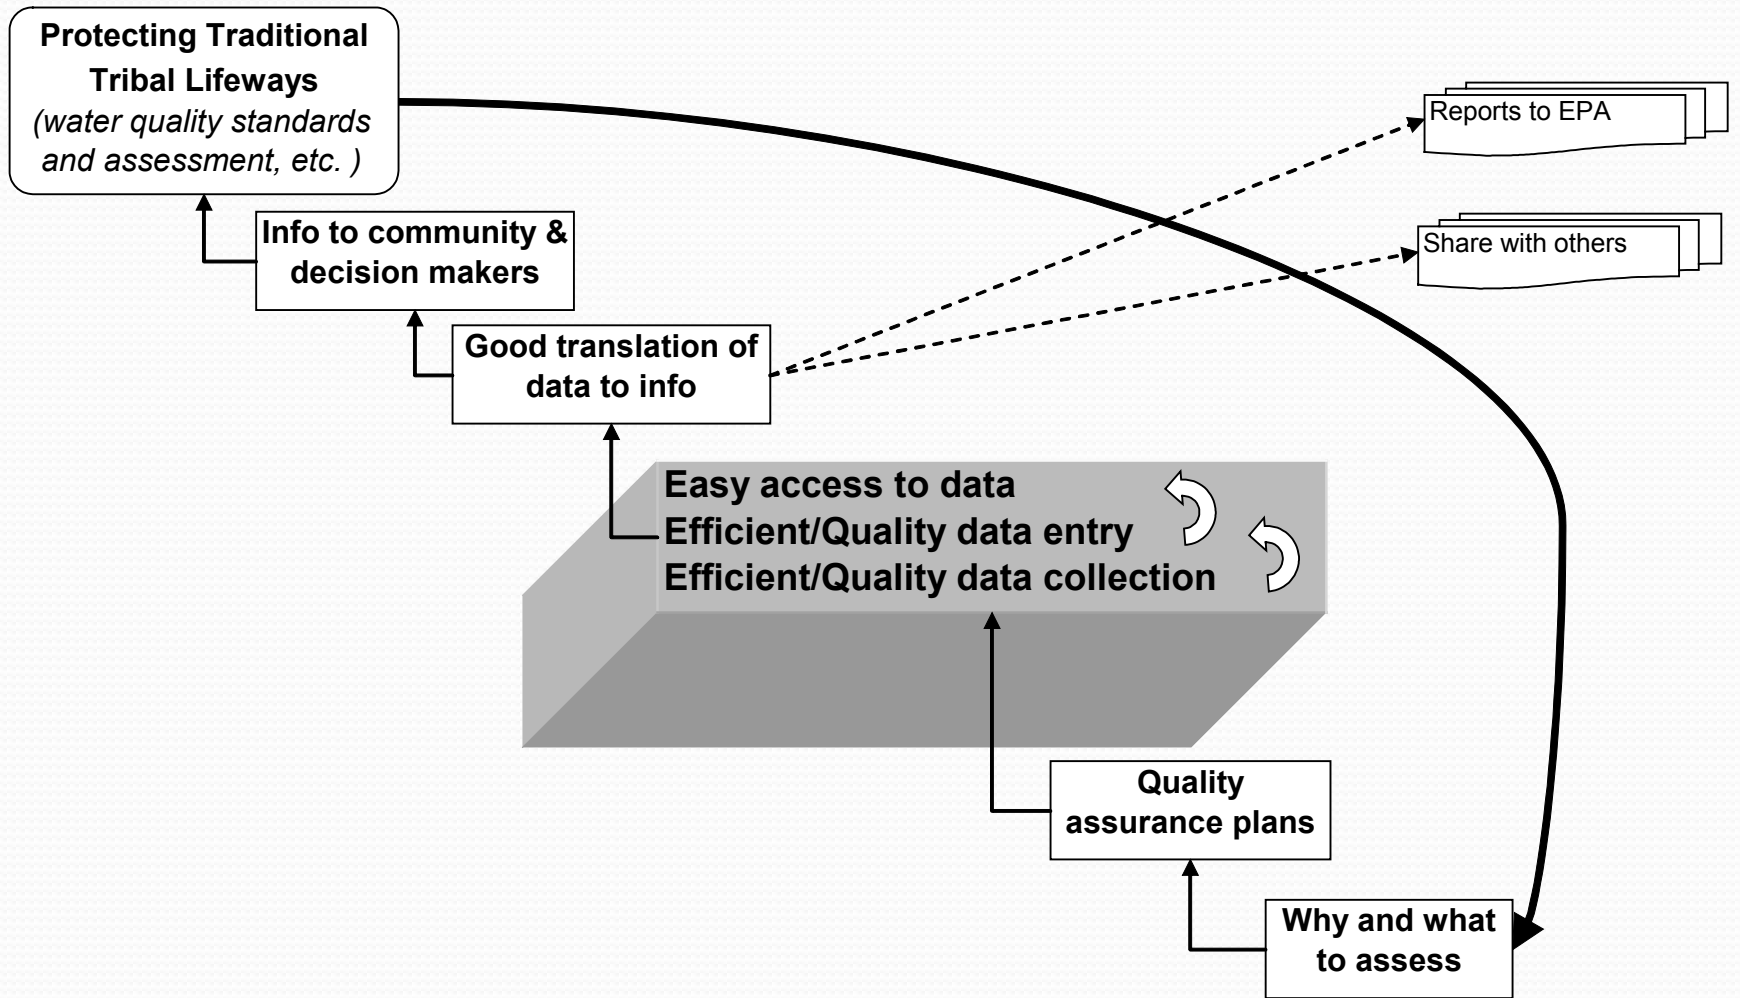 Protecting Traditional
Tribal Lifeways
(water quality standards
and assessment, etc. )
Reports to EPA
Info to community &
decision makers
Share with others
Good translation of
data to info
Easy access to data
Efficient/Quality data entry
Efficient/Quality data collection
Quality
assurance plans
Why and what
to assess